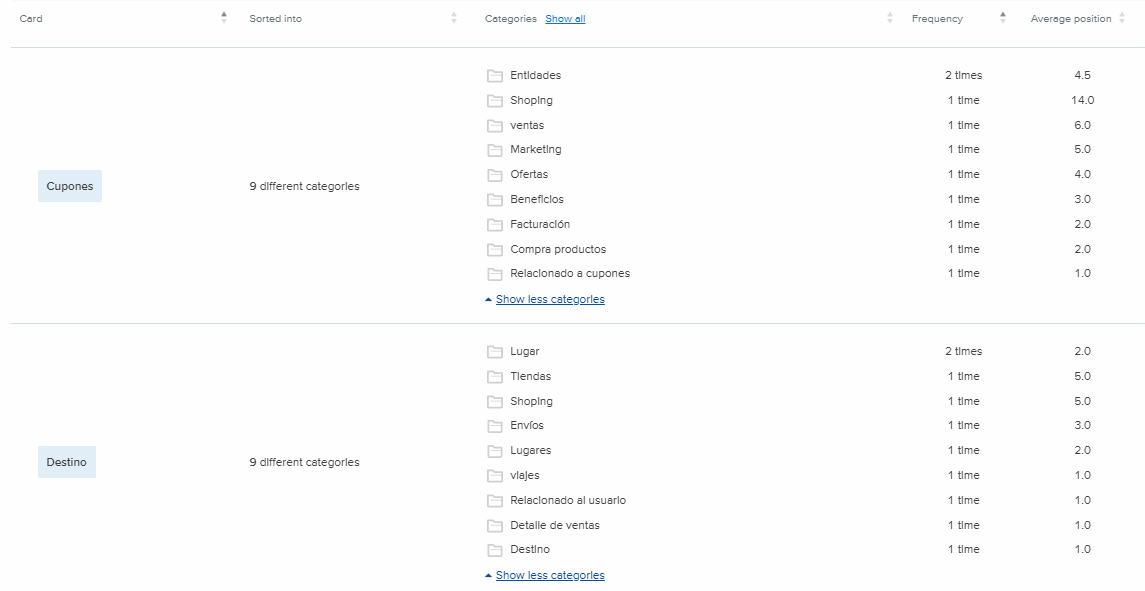 Card Sorted into Categories Show all Frequency Average position
Entidades 2 times 4.5
Shoping 1 time 14.0
ventas 1 time 6.0
Marketing 1 time 5.0
Ofertas 1 time 4.0
Cupones 9 different categories
Beneficios 1 time 3.0
Facturación 1 time 2.0
Compra productos 1 time 2.0
Relacionado a cupones 1 time 1.0
Show less categories
Lugar 2 times 2.0
Tiendas 1 time 5.0
Shoping 1 time 5.0
Envíos 1 time 3.0
Lugares 1 time 2.0
Destino 9 different categories
viajes 1 time 1.0
Relacionado al usuario 1 time 1.0
Detalle de ventas 1 time 1.0
Destino 1 time 1.0
Show less categories